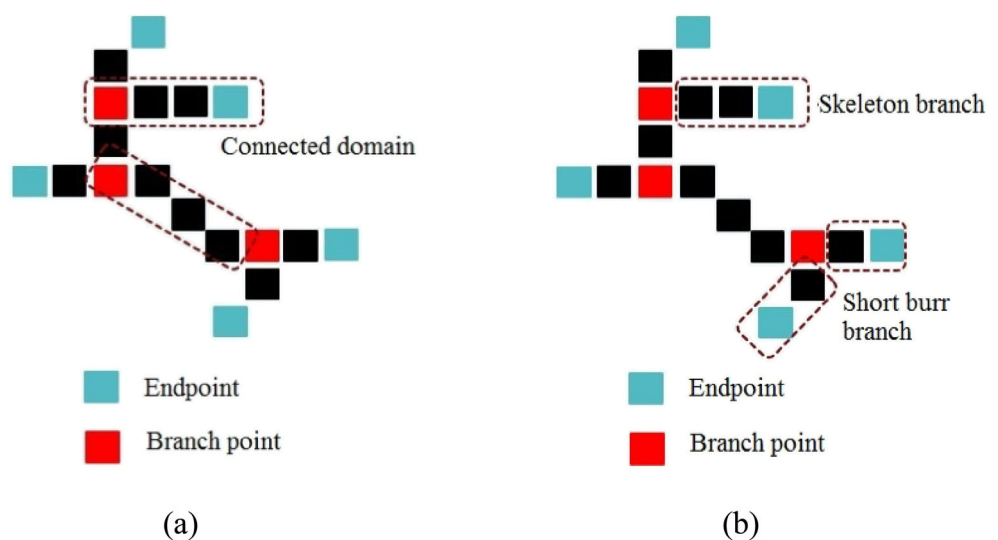 Connected domain
Endpoint
Branch point
(a)
Skeleton branch
Short burr
branch
Endpoint
Branch point
(b)